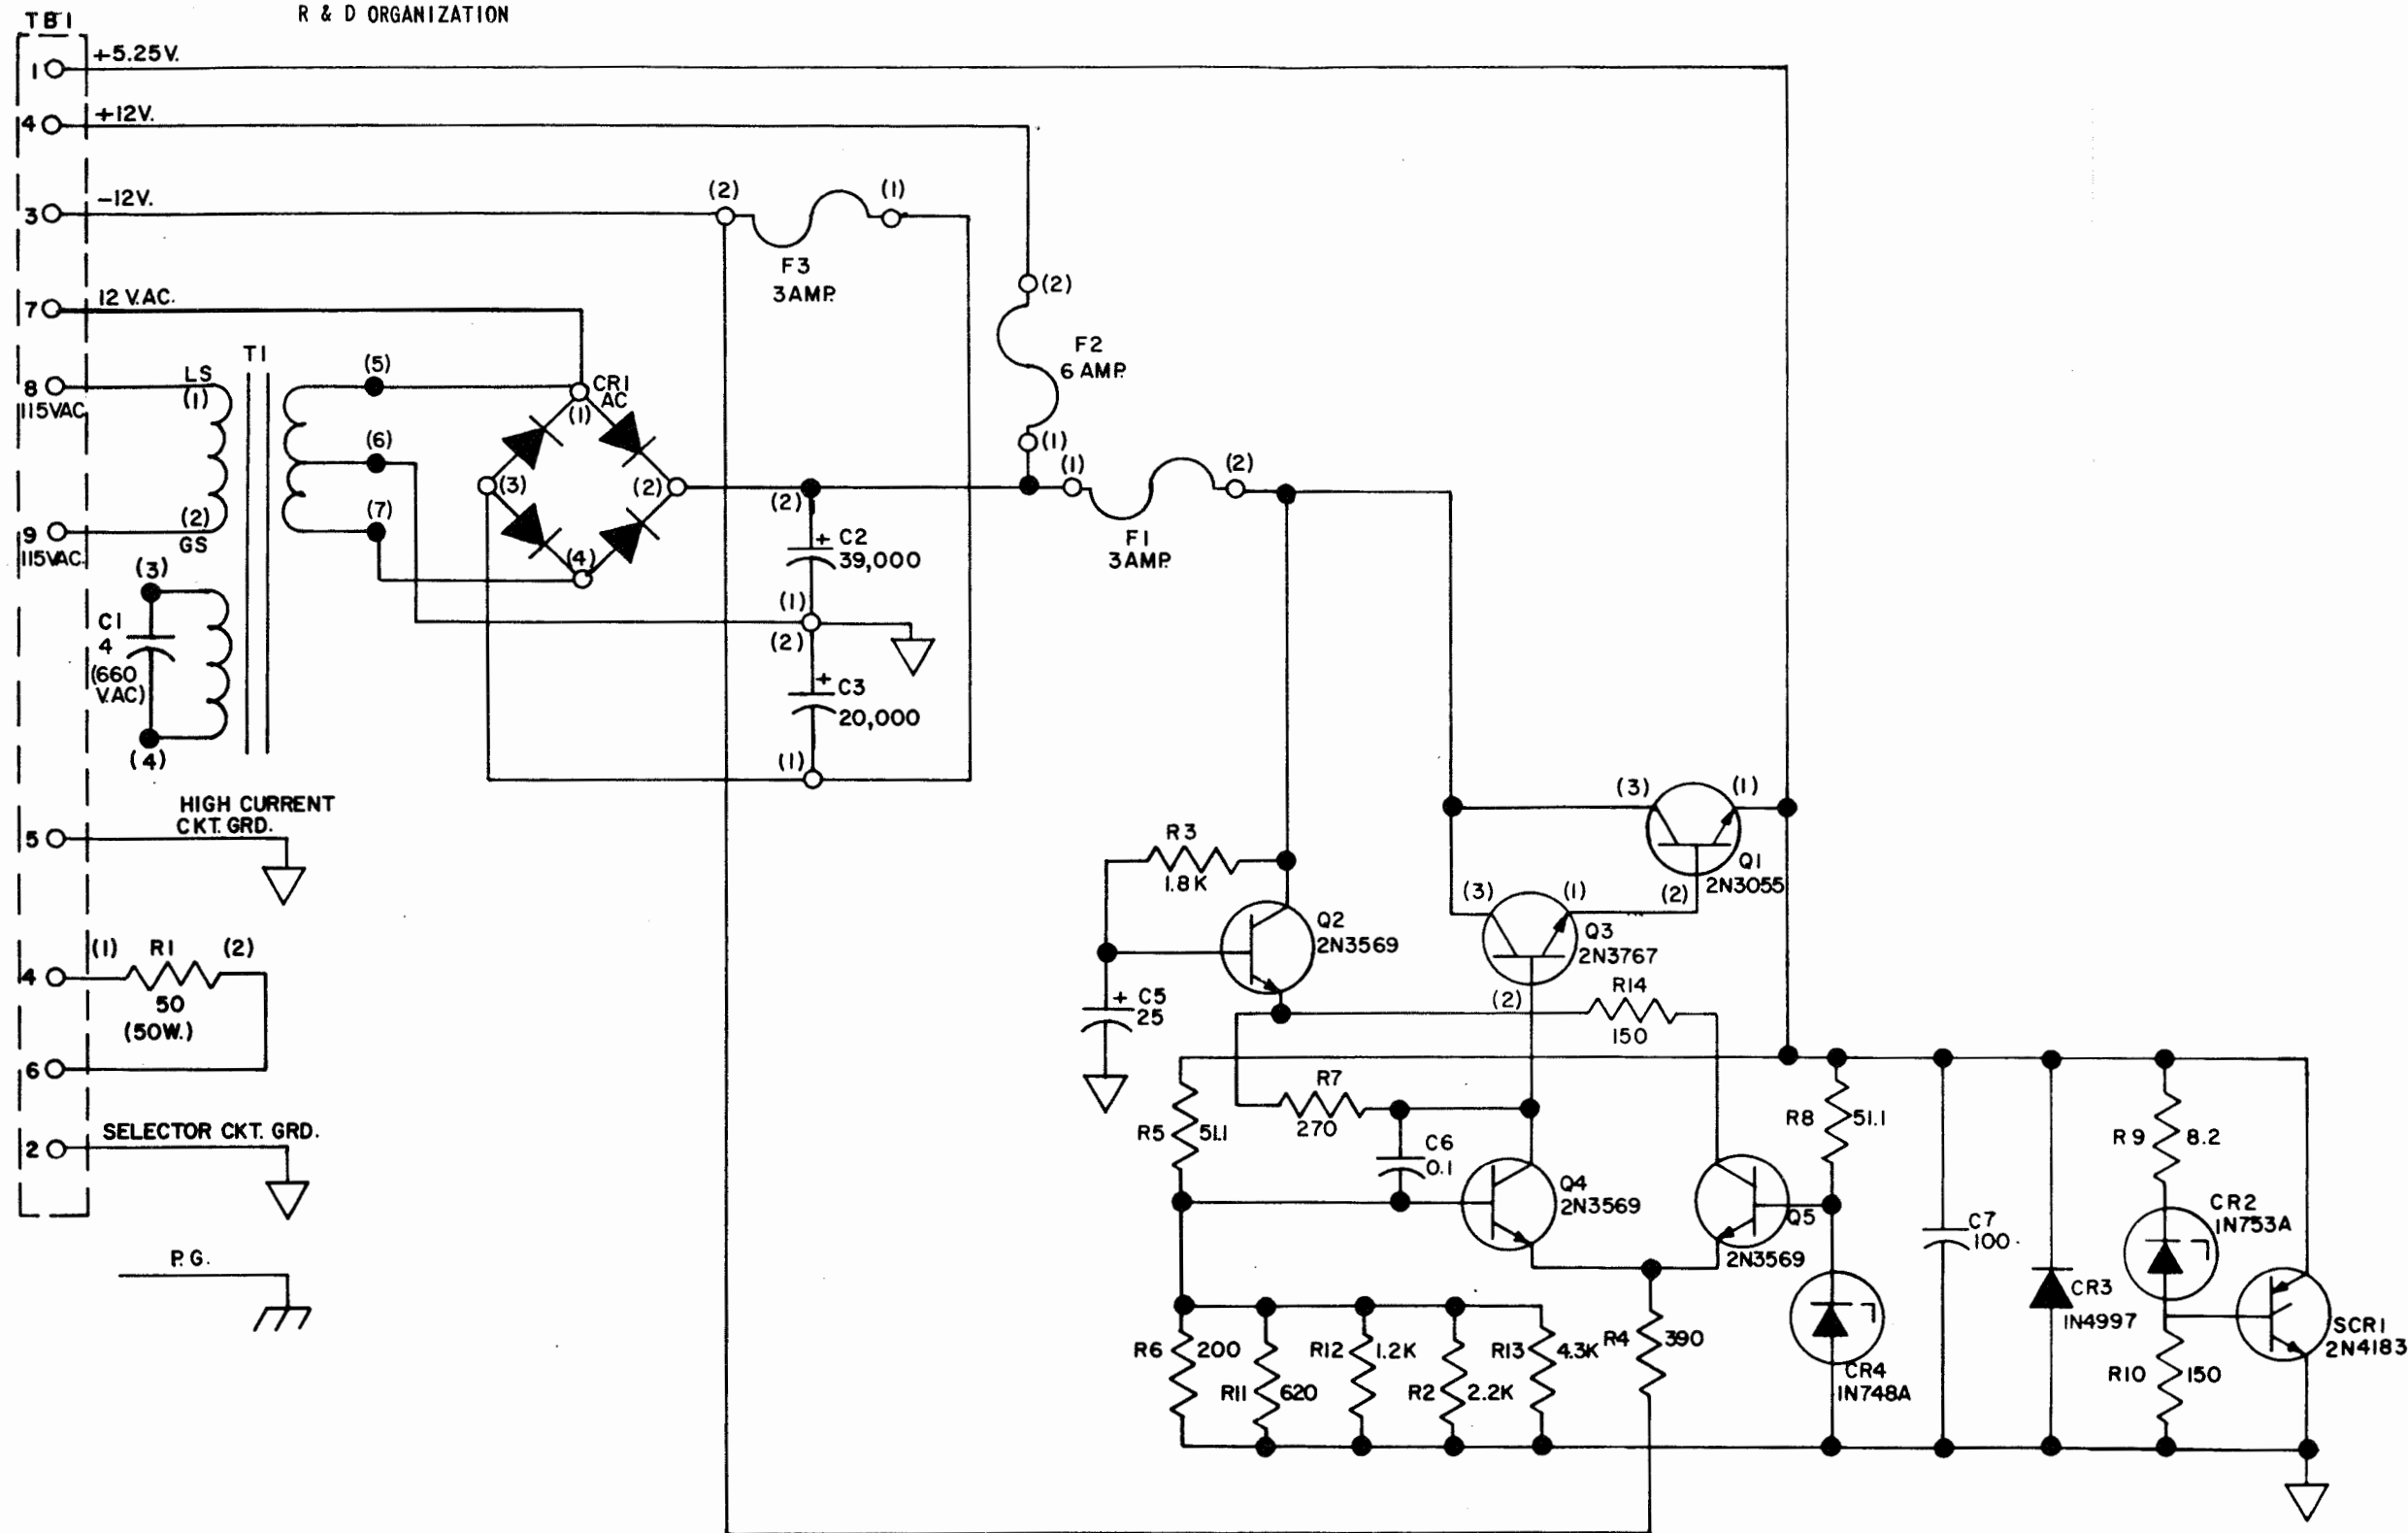 R & D ORGANIZATION
TB1
1 +5.25V.
4 +12V.
3 -12V.
(2) (1)
F3
3 AMP.
7 12 V.AC.
(2)
F2
6 AMP.
(1)
T1
8 LS
(1)
115VAC
(5)
(6)
(7)
CR1
AC
(1)
(3) (2)
(4)
9 (2)
GS
115VAC.
(1) (2)
F1
3 AMP.
(2)
+ C2
39,000
(1)
(2)
+ C3
20,000
(1)
(3)
C1
4
(660
V.AC)
(4)
5 HIGH CURRENT
CKT. GRD.
4 (1) R1 (2)
50
(50W.)
6
2 SELECTOR CKT. GRD.
P.G.
(3) (1)
Q1
2N3055
(2)
R3
1.8K
Q2
2N3569
(3) (1)
Q3
2N3767
(2)
+ C5
25
R14
150
R7
270
R5 51.1
C6
0.1
Q4
2N3569
Q5
2N3569
R8 51.1
C7
100
R9 8.2
CR2
1N753A
CR3
1N4997
SCR1
2N4183
CR4
1N748A
R10 150
R6 200
R11 620
R12 1.2K
R2 2.2K
R13 4.3K
R4 390